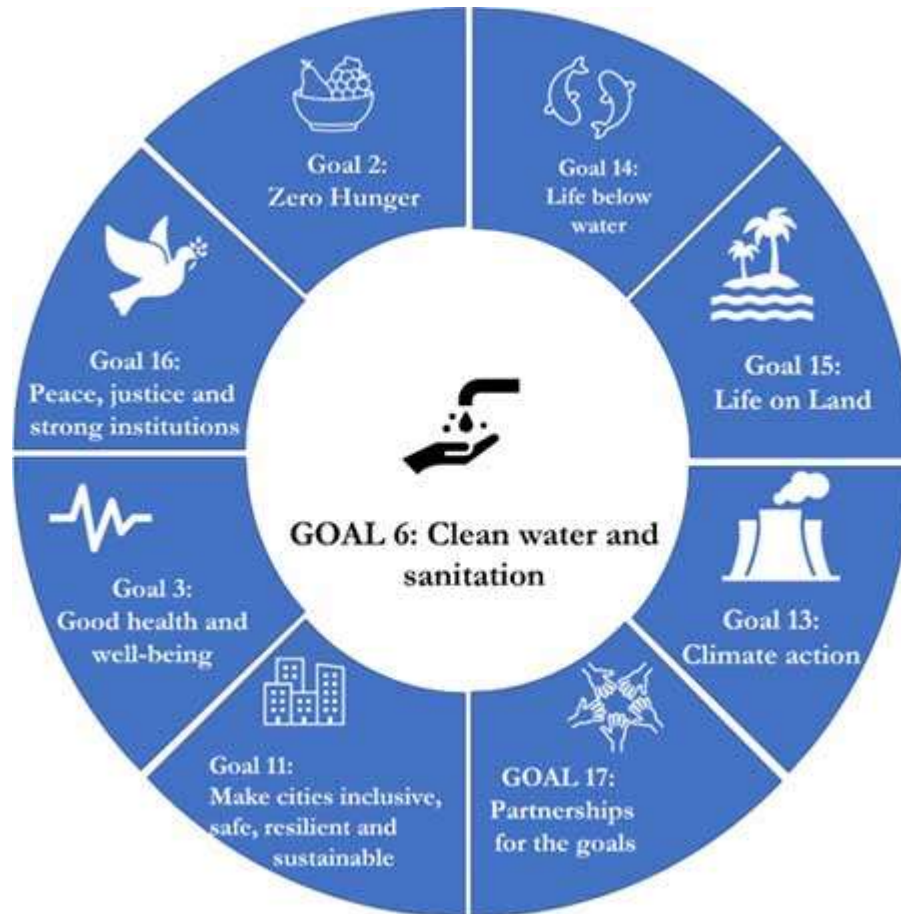 Goal 2:
Zero Hunger
Goal 14:
Life below
water
Goal 15:
Life on Land
Goal 13:
Climate action
GOAL 17:
Partnerships
for the goals
Goal 11:
Make cities inclusive,
safe, resilient and
sustainable
Goal 3:
Good health and
well-being
Goal 16:
Peace, justice and
strong institutions
GOAL 6: Clean water and
sanitation